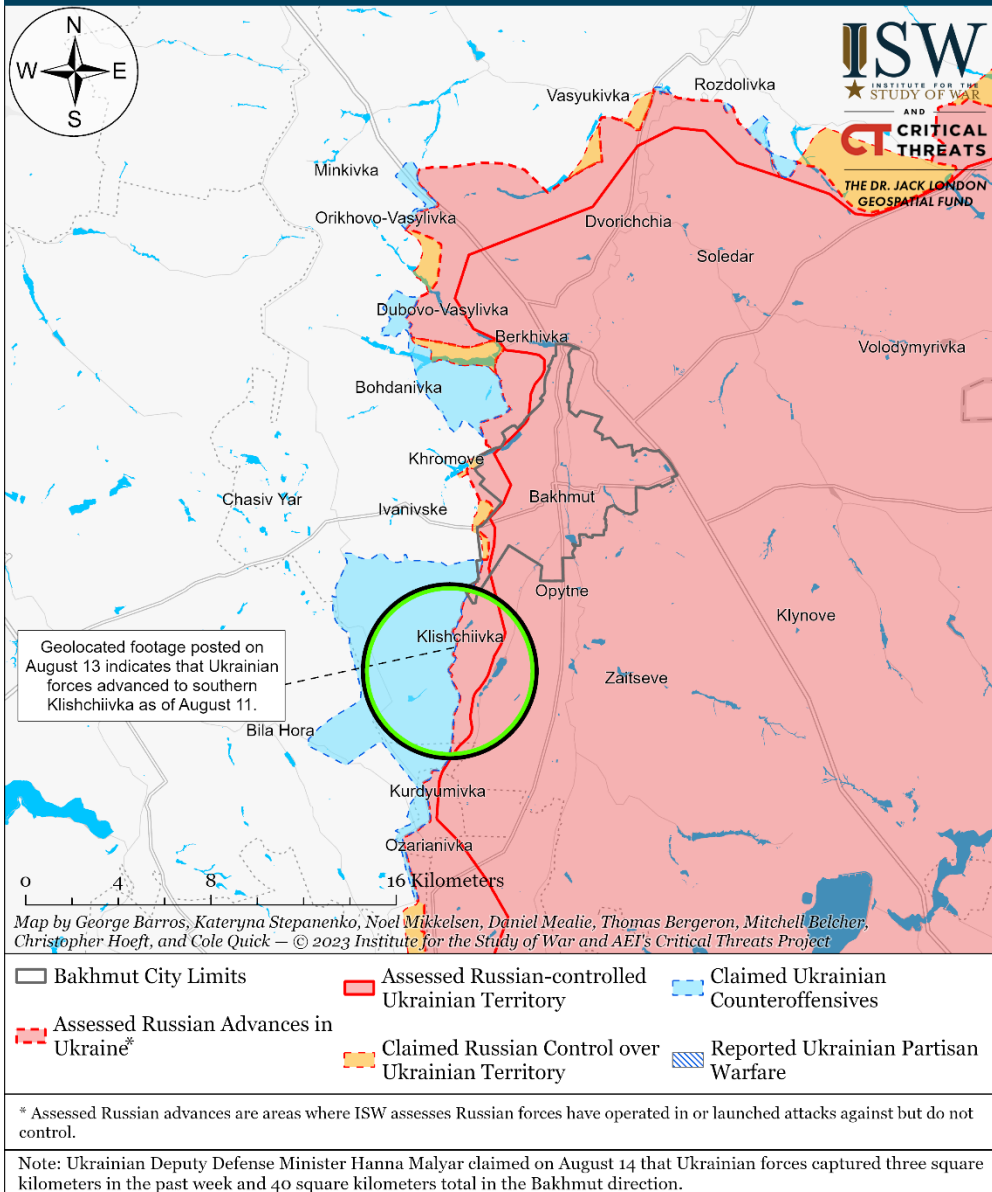 N
W E
S
ISW
INSTITUTE FOR THE
STUDY OF WAR
AND
CT CRITICAL
THREATS
THE DR. JACK LONDON
GEOSPATIAL FUND
Vasyukivka
Rozdolivka
Minkivka
Orikhovo-Vasylivka
Dvorichchia
Soledar
Dubovo-Vasylivka
Berkhivka
Volodymyrivka
Bohdanivka
Khromove
Chasiv Yar
Ivanivske
Bakhmut
Opytne
Klynove
Klishchiivka
Geolocated footage posted on
August 13 indicates that Ukrainian
forces advanced to southern
Klishchiivka as of August 11.
Zaitseve
Bila Hora
Kurdyumivka
Ozarianivka
0 4 8 16 Kilometers
Map by George Barros, Kateryna Stepanenko, Noel Mikkelsen, Daniel Mealie, Thomas Bergeron, Mitchell Belcher,
Christopher Hoeft, and Cole Quick — © 2023 Institute for the Study of War and AEI's Critical Threats Project
Bakhmut City Limits
Assessed Russian Advances in
Ukraine*
Assessed Russian-controlled
Ukrainian Territory
Claimed Russian Control over
Ukrainian Territory
Claimed Ukrainian
Counteroffensives
Reported Ukrainian Partisan
Warfare
* Assessed Russian advances are areas where ISW assesses Russian forces have operated in or launched attacks against but do not
control.
Note: Ukrainian Deputy Defense Minister Hanna Malyar claimed on August 14 that Ukrainian forces captured three square
kilometers in the past week and 40 square kilometers total in the Bakhmut direction.